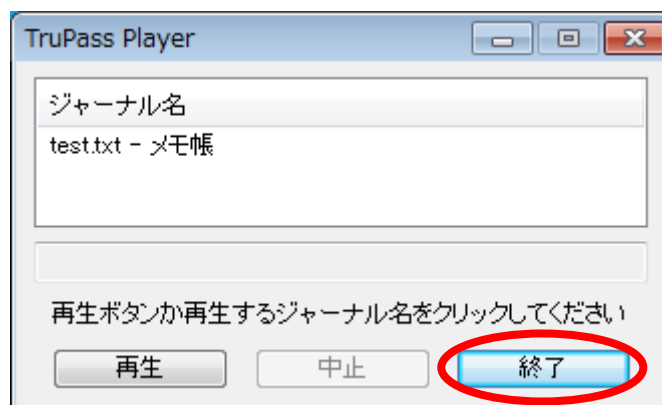 TruPass Player
ジャーナル名
test.txt - メモ帳
再生ボタンか再生するジャーナル名をクリックしてください
再生 中止 終了